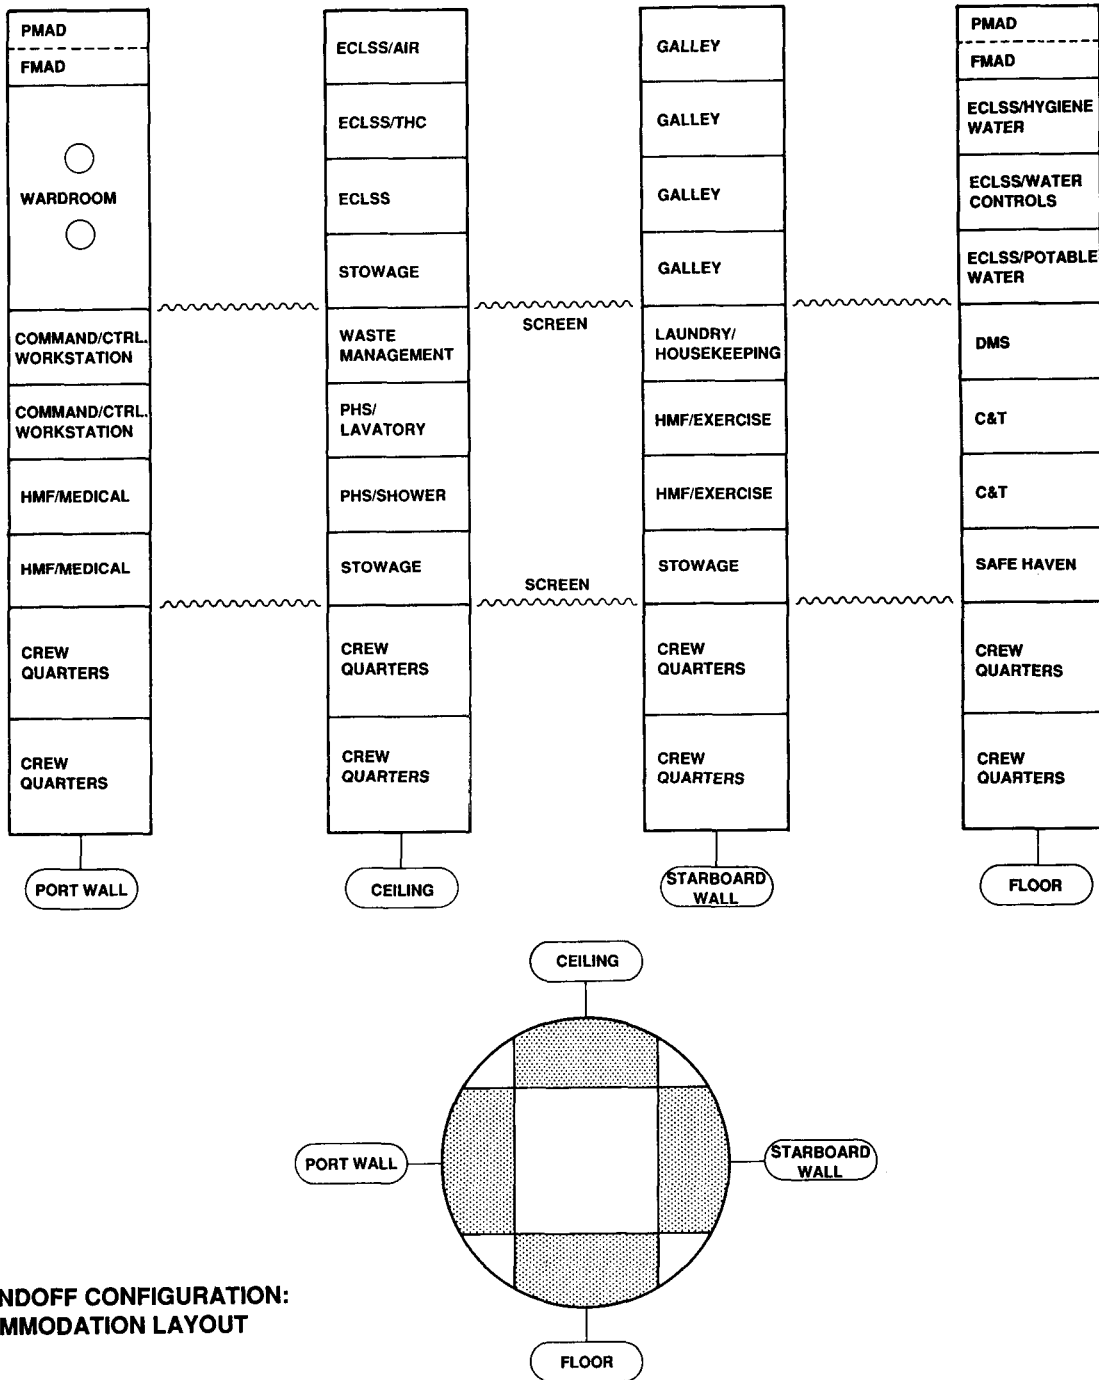 PMAD
FMAD
WARDROOM
COMMAND/CTRL.
WORKSTATION
COMMAND/CTRL.
WORKSTATION
HMF/MEDICAL
HMF/MEDICAL
CREW
QUARTERS
CREW
QUARTERS
PORT WALL
ECLSS/AIR
ECLSS/THC
ECLSS
STOWAGE
WASTE
MANAGEMENT
PHS/
LAVATORY
PHS/SHOWER
STOWAGE
CREW
QUARTERS
CREW
QUARTERS
CEILING
SCREEN
SCREEN
GALLEY
GALLEY
GALLEY
GALLEY
LAUNDRY/
HOUSEKEEPING
HMF/EXERCISE
HMF/EXERCISE
STOWAGE
CREW
QUARTERS
CREW
QUARTERS
STARBOARD
WALL
PMAD
FMAD
ECLSS/HYGIENE
WATER
ECLSS/WATER
CONTROLS
ECLSS/POTABLE
WATER
DMS
C&T
C&T
SAFE HAVEN
CREW
QUARTERS
CREW
QUARTERS
FLOOR
CEILING
PORT WALL
STARBOARD
WALL
FLOOR
NDOFF CONFIGURATION:
MMODATION LAYOUT